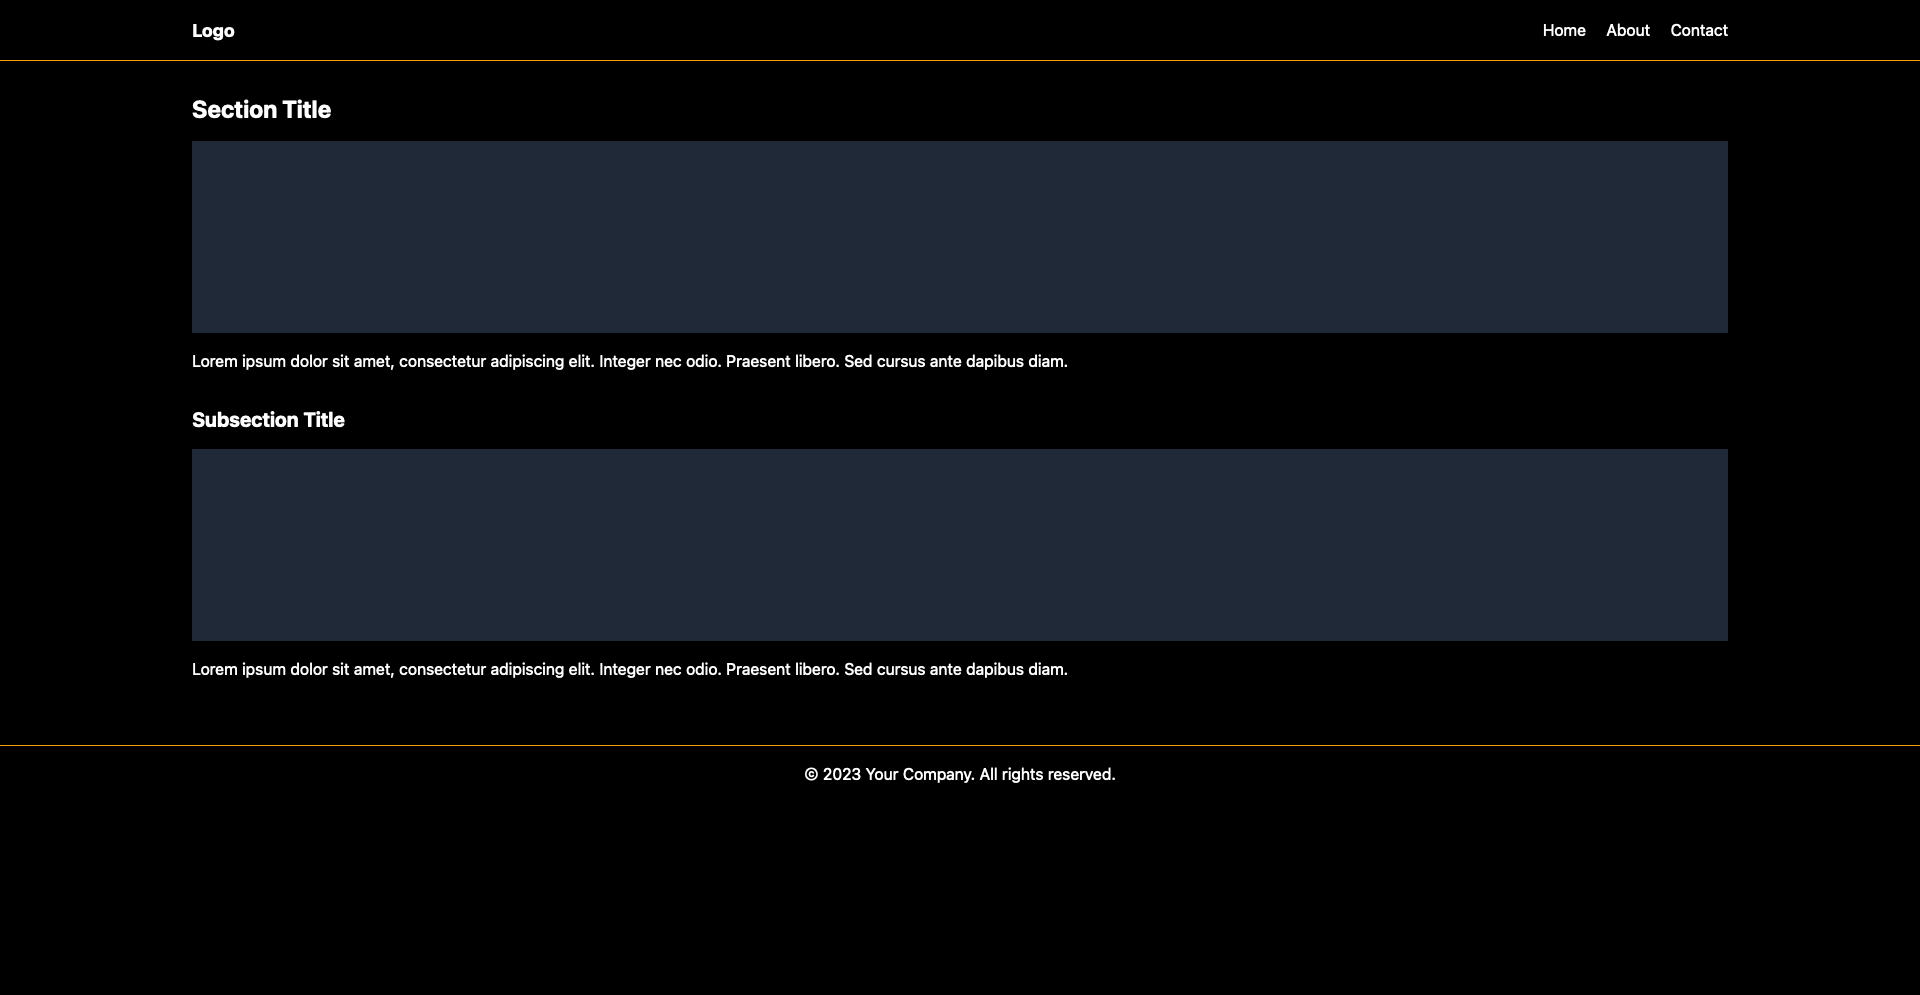 Logo
Home About Contact
Section Title
Lorem ipsum dolor sit amet, consectetur adipiscing elit. Integer nec odio. Praesent libero. Sed cursus ante dapibus diam.
Subsection Title
Lorem ipsum dolor sit amet, consectetur adipiscing elit. Integer nec odio. Praesent libero. Sed cursus ante dapibus diam.
© 2023 Your Company. All rights reserved.